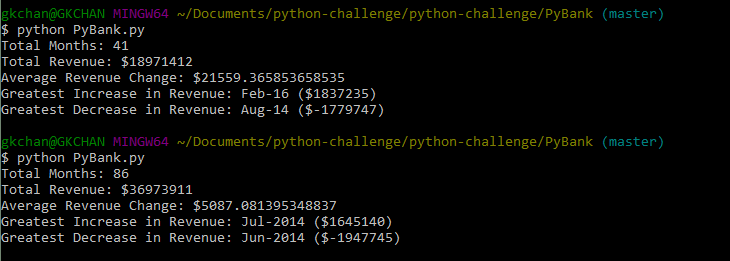 gkchan@GKCHAN MINGW64 ~/Documents/python-challenge/python-challenge/PyBank (master)
$ python PyBank.py
Total Months: 41
Total Revenue: $18971412
Average Revenue Change: $21559.365853658535
Greatest Increase in Revenue: Feb-16 ($1837235)
Greatest Decrease in Revenue: Aug-14 ($-1779747)
gkchan@GKCHAN MINGW64 ~/Documents/python-challenge/python-challenge/PyBank (master)
$ python PyBank.py
Total Months: 86
Total Revenue: $36973911
Average Revenue Change: $5087.081395348837
Greatest Increase in Revenue: Jul-2014 ($1645140)
Greatest Decrease in Revenue: Jun-2014 ($-1947745)